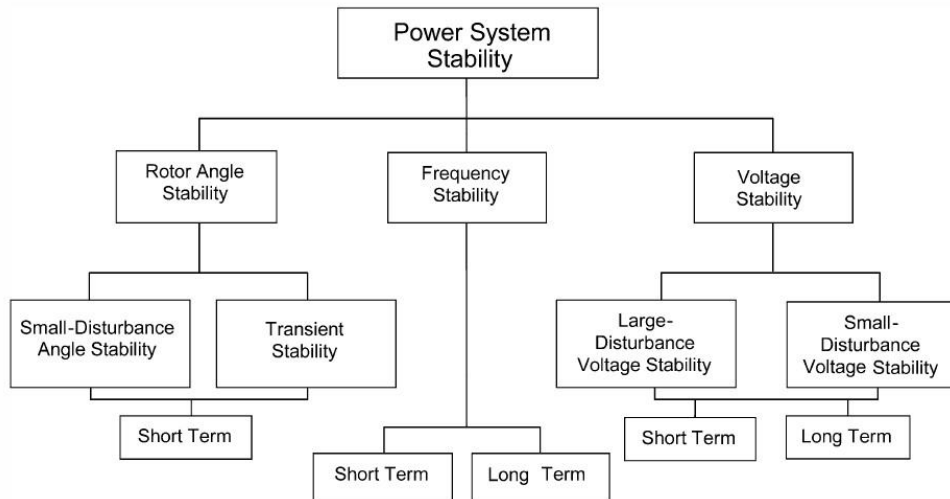 Power System
Stability
Rotor Angle
Stability
Frequency
Stability
Voltage
Stability
Small-Disturbance
Angle Stability
Transient
Stability
Large-
Disturbance
Voltage Stability
Small-
Disturbance
Voltage Stability
Short Term
Short Term
Long Term
Short Term
Long Term